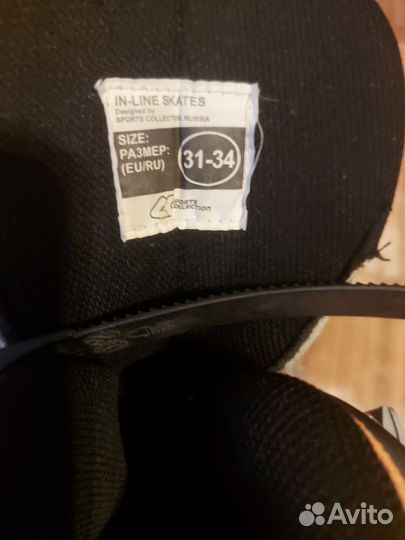 IN-LINE SKATES
Designed by
SPORTS COLLECTION, RUSSIA
SIZE:
РАЗМЕР:
(EU/RU)
31-34
SPORTS
COLLECTION
Avito